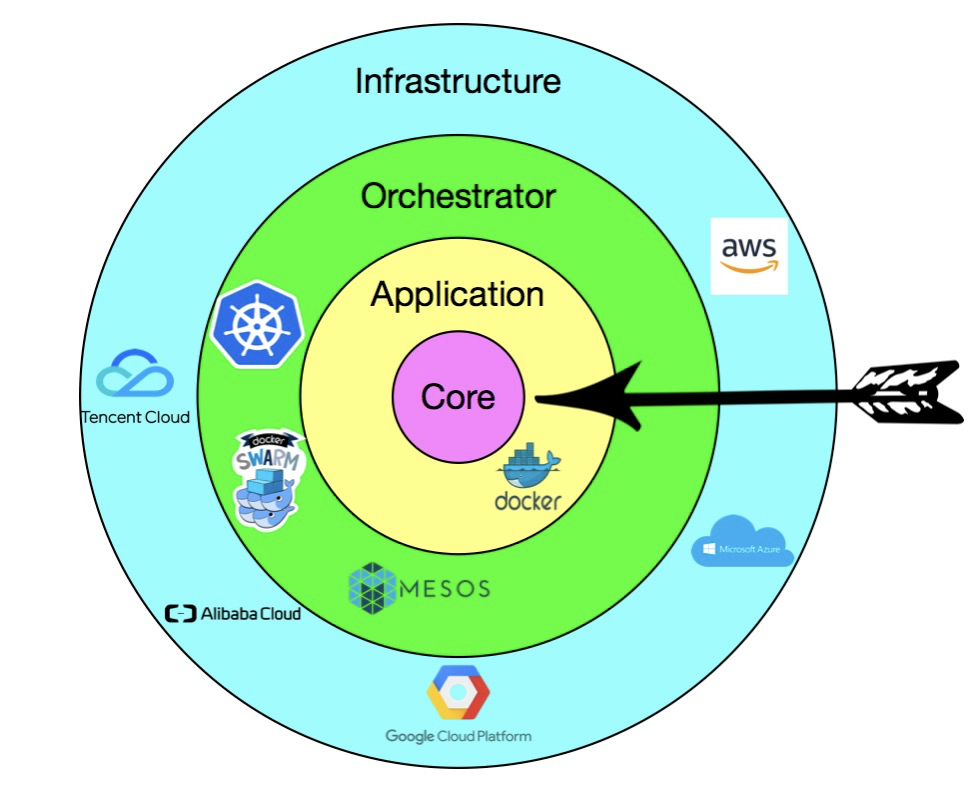 Infrastructure
Orchestrator
aws
Application
Tencent Cloud
Core
docker
SWARM
docker
Microsoft Azure
MESOS
Alibaba Cloud
Google Cloud Platform